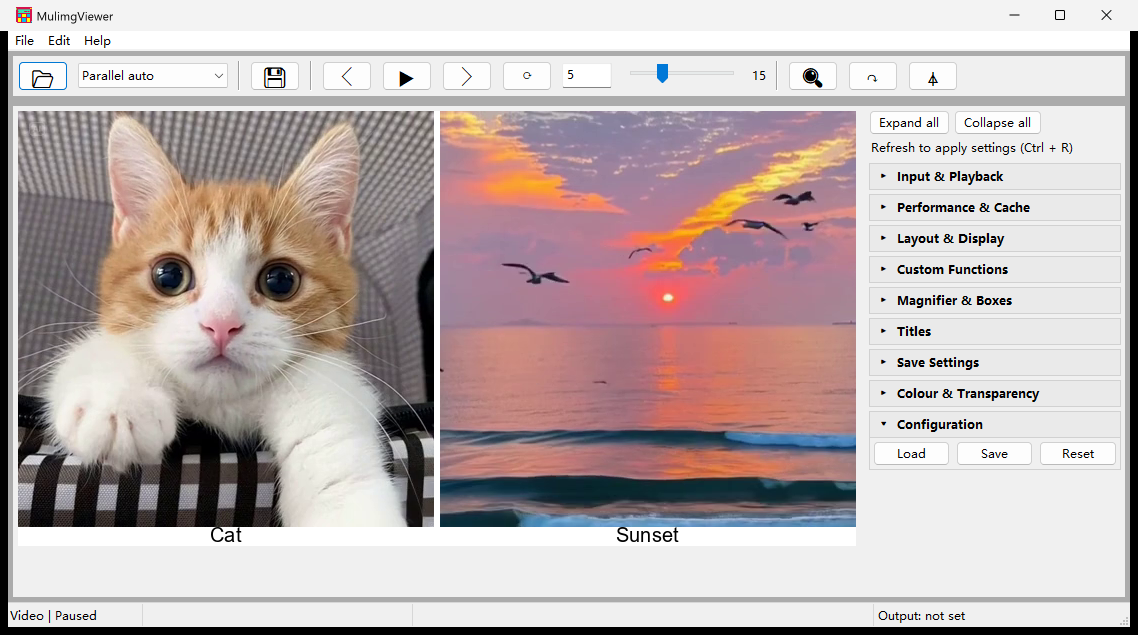 MulimgViewer
File Edit Help
Parallel auto 5 15
Expand all Collapse all
Refresh to apply settings (Ctrl + R)
Input & Playback
Performance & Cache
Layout & Display
Custom Functions
Magnifier & Boxes
Titles
Save Settings
Colour & Transparency
Configuration
Load Save Reset
Cat Sunset
Video | Paused Output: not set